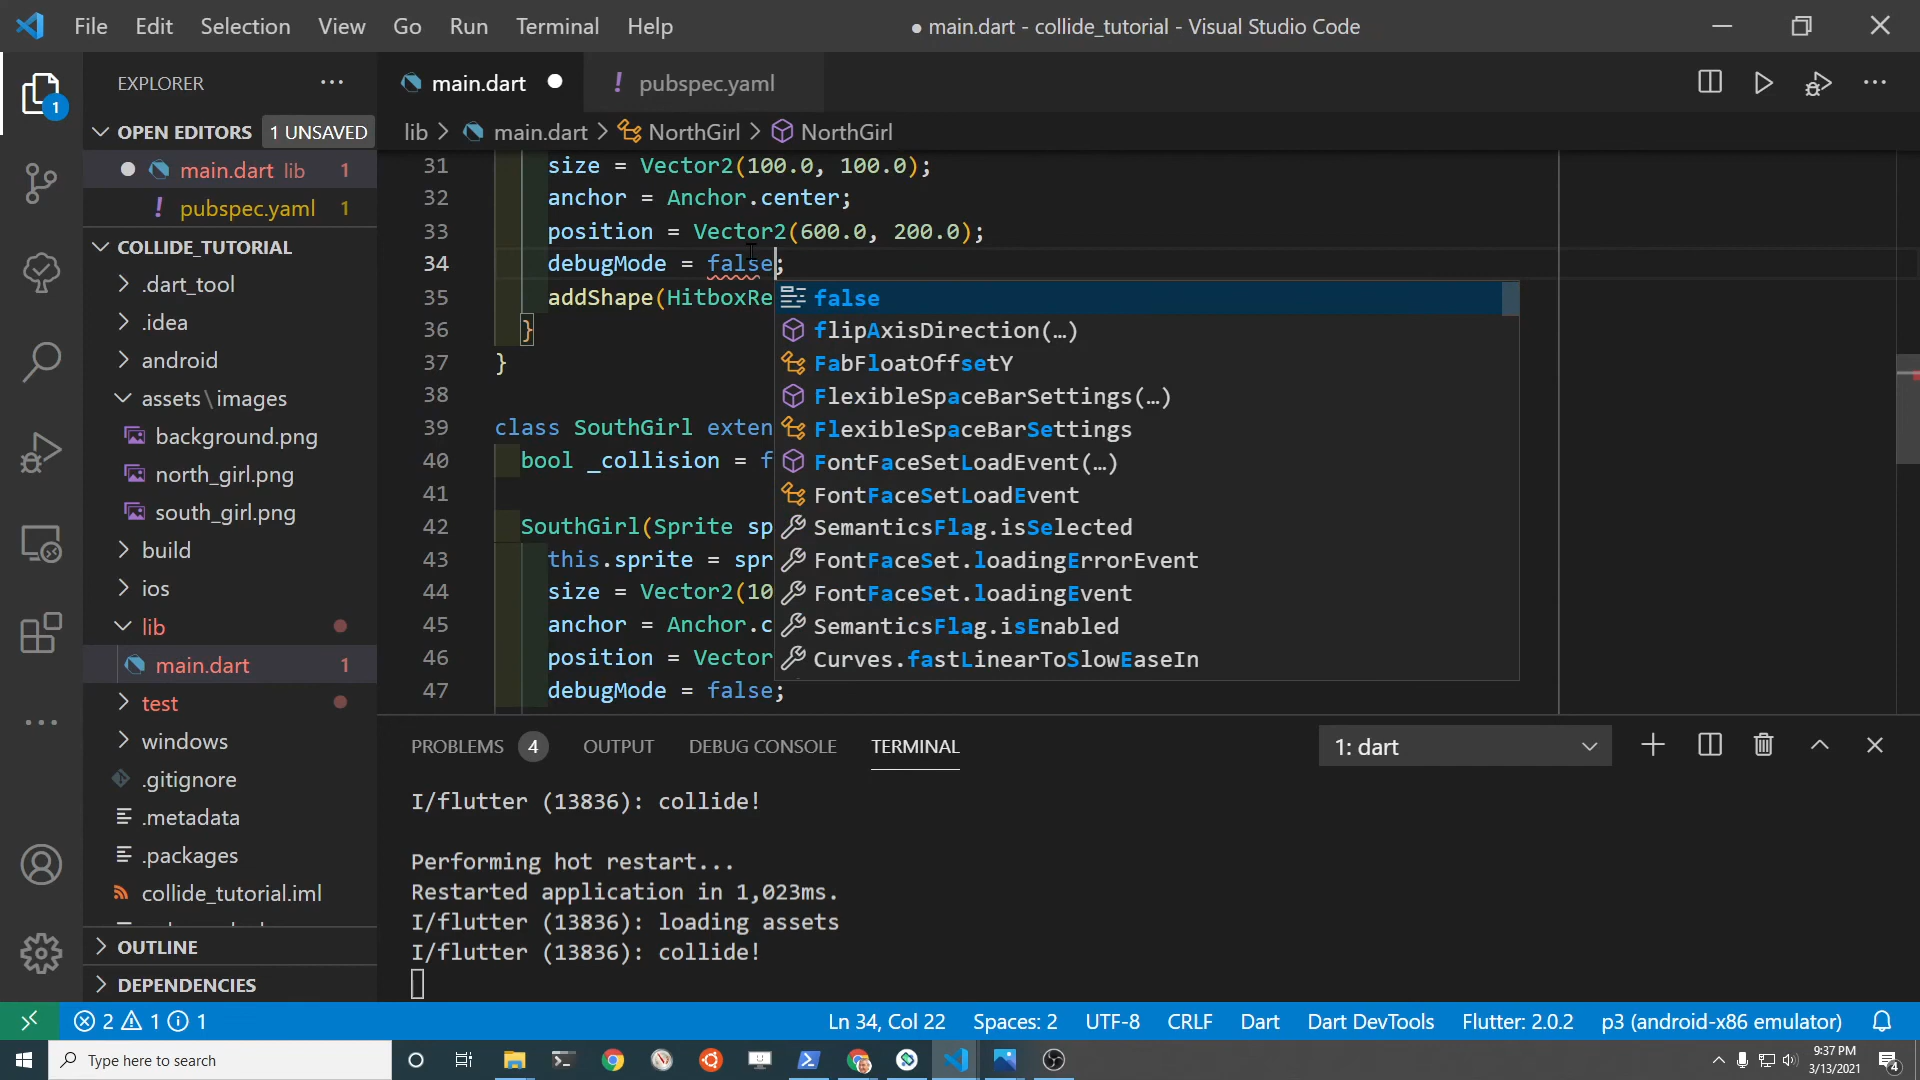 File Edit Selection View Go Run Terminal Help
● main.dart - collide_tutorial - Visual Studio Code
EXPLORER
main.dart
! pubspec.yaml
OPEN EDITORS 1 UNSAVED
lib > main.dart > NorthGirl > NorthGirl
main.dart lib 1
! pubspec.yaml 1
COLLIDE_TUTORIAL
.dart_tool
.idea
android
assets\images
background.png
north_girl.png
south_girl.png
build
ios
lib
main.dart 1
test
windows
.gitignore
.metadata
.packages
collide_tutorial.iml
OUTLINE
DEPENDENCIES
31 size = Vector2(100.0, 100.0);
32 anchor = Anchor.center;
33 position = Vector2(600.0, 200.0);
34 debugMode = false;
35 addShape(HitboxRe
36 }
37 }
38
39 class SouthGirl exten
40 bool _collision = f
41
42 SouthGirl(Sprite sp
43 this.sprite = spr
44 size = Vector2(10
45 anchor = Anchor.c
46 position = Vector
47 debugMode = false;
false
flipAxisDirection(…)
FabFloatOffsetY
FlexibleSpaceBarSettings(…)
FlexibleSpaceBarSettings
FontFaceSetLoadEvent(…)
FontFaceSetLoadEvent
SemanticsFlag.isSelected
FontFaceSet.loadingErrorEvent
FontFaceSet.loadingEvent
SemanticsFlag.isEnabled
Curves.fastLinearToSlowEaseIn
PROBLEMS 4 OUTPUT DEBUG CONSOLE TERMINAL
1: dart
I/flutter (13836): collide!
Performing hot restart...
Restarted application in 1,023ms.
I/flutter (13836): loading assets
I/flutter (13836): collide!
2 1 1
Ln 34, Col 22 Spaces: 2 UTF-8 CRLF Dart Dart DevTools Flutter: 2.0.2 p3 (android-x86 emulator)
Type here to search
9:37 PM
3/13/2021
4
1